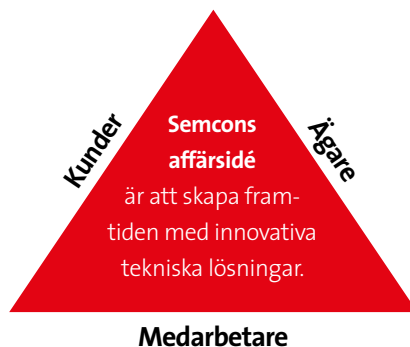 Kunder
Ägare
Semcons
affärsidé
är att skapa fram-
tiden med innovativa
tekniska lösningar.
Medarbetare